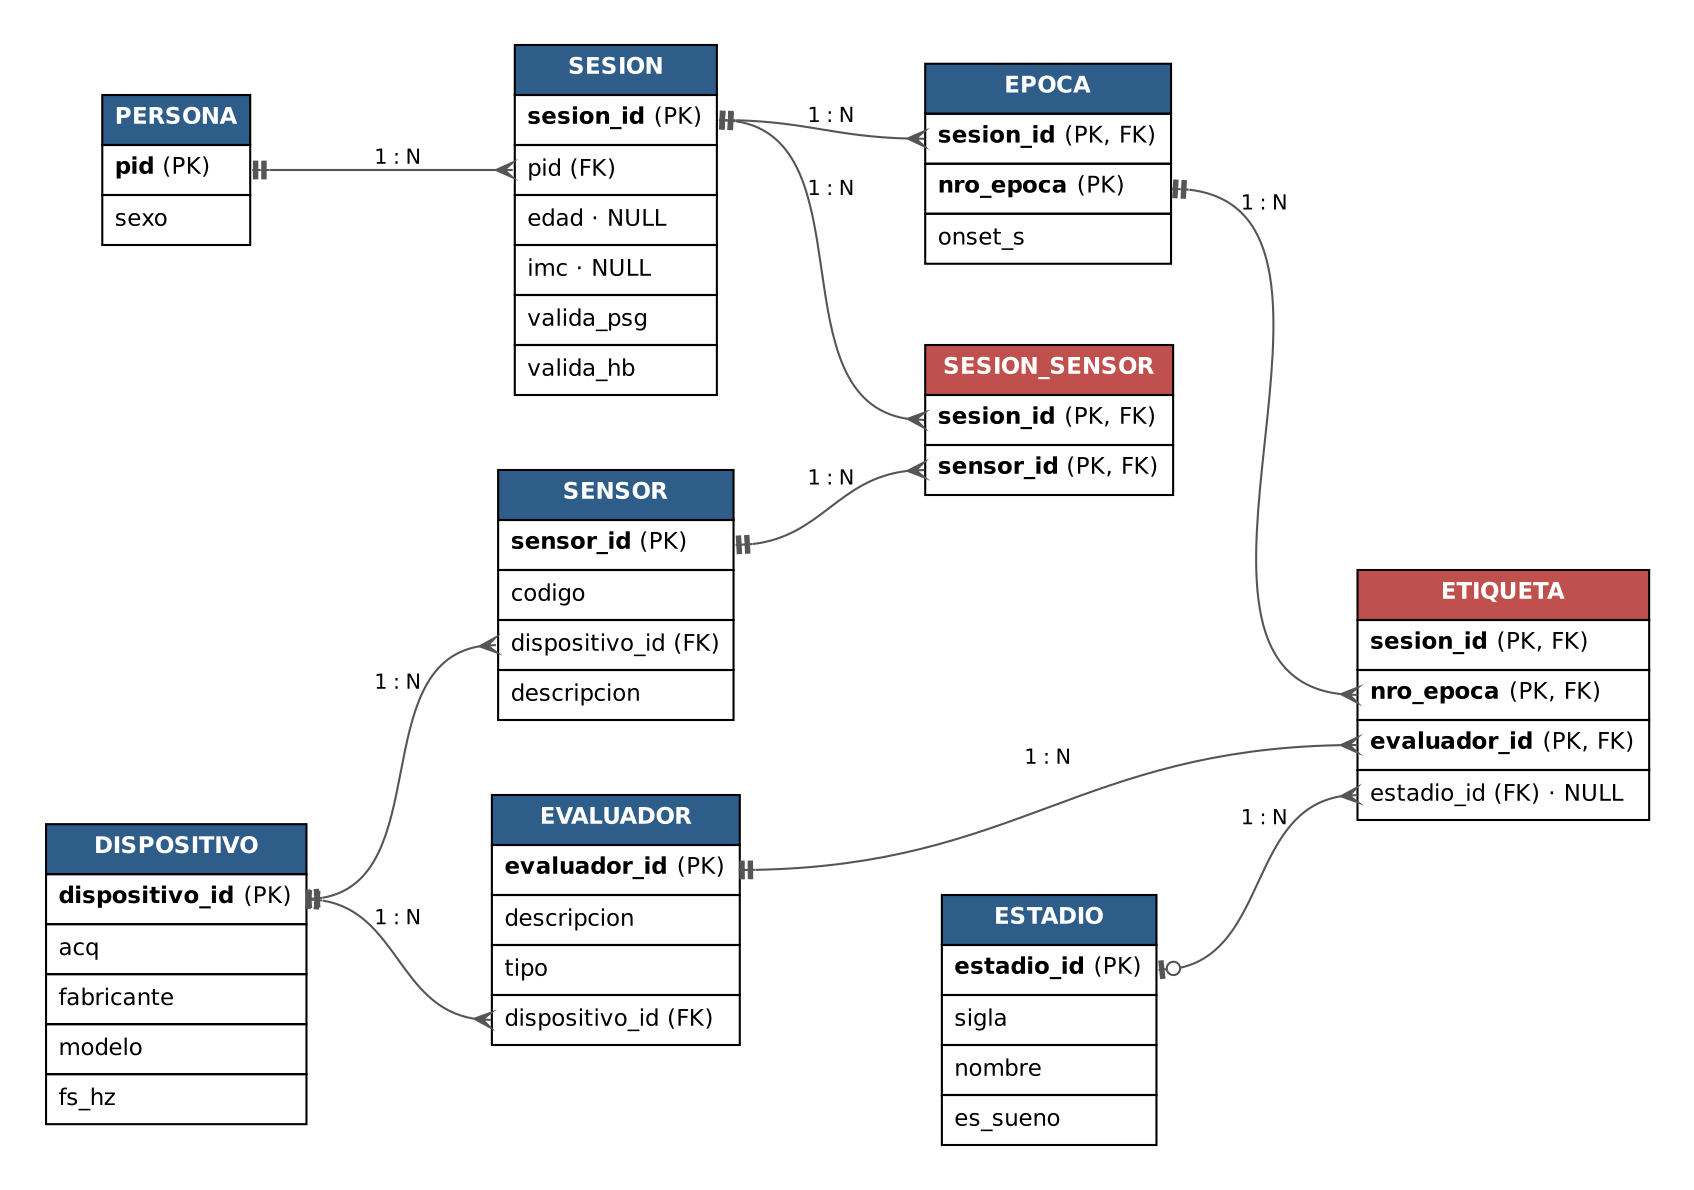 PERSONA
pid (PK)
sexo
1 : N
SESION
sesion_id (PK)
pid (FK)
edad · NULL
imc · NULL
valida_psg
valida_hb
1 : N
1 : N
EPOCA
sesion_id (PK, FK)
nro_epoca (PK)
onset_s
1 : N
SESION_SENSOR
sesion_id (PK, FK)
sensor_id (PK, FK)
1 : N
SENSOR
sensor_id (PK)
codigo
dispositivo_id (FK)
descripcion
1 : N
ETIQUETA
sesion_id (PK, FK)
nro_epoca (PK, FK)
evaluador_id (PK, FK)
estadio_id (FK) · NULL
1 : N
1 : N
DISPOSITIVO
dispositivo_id (PK)
acq
fabricante
modelo
fs_hz
1 : N
EVALUADOR
evaluador_id (PK)
descripcion
tipo
dispositivo_id (FK)
ESTADIO
estadio_id (PK)
sigla
nombre
es_sueno